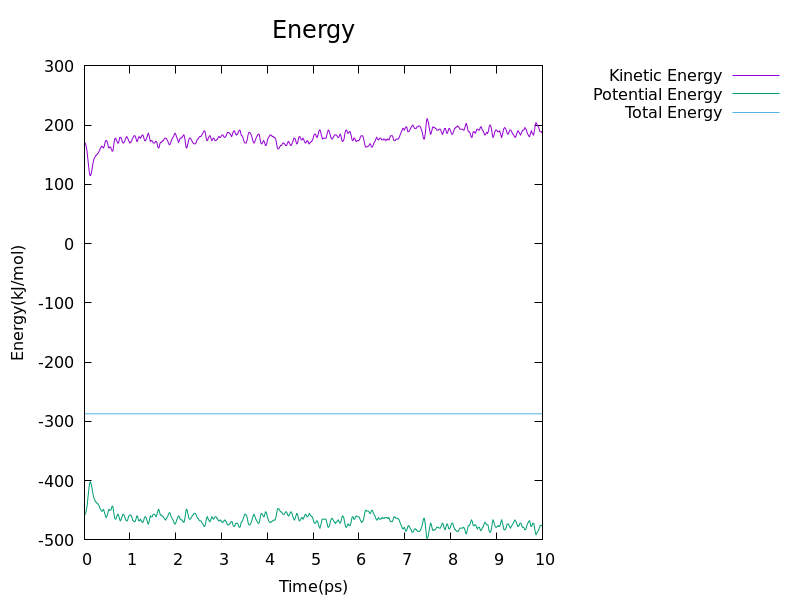 Energy
Kinetic Energy
Potential Energy
Total Energy
Energy(kJ/mol)
300
200
100
0
-100
-200
-300
-400
-500
0 1 2 3 4 5 6 7 8 9 10
Time(ps)